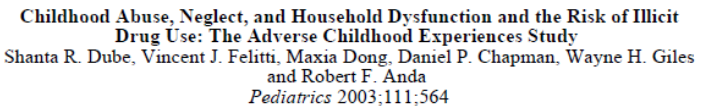 Childhood Abuse, Neglect, and Household Dysfunction and the Risk of Illicit
Drug Use: The Adverse Childhood Experiences Study
Shanta R. Dube, Vincent J. Felitti, Maxia Dong, Daniel P. Chapman, Wayne H. Giles
and Robert F. Anda
Pediatrics 2003;111;564